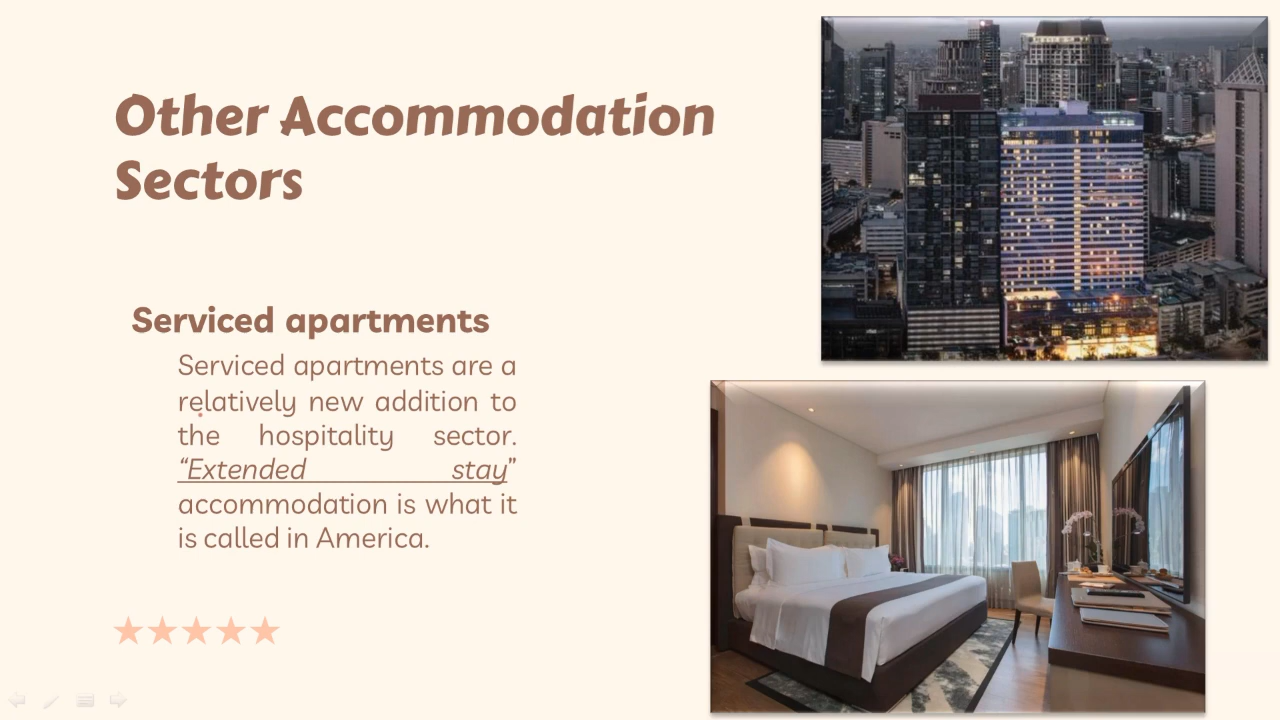 Other Accommodation
Sectors
Serviced apartments
Serviced apartments are a
relatively new addition to
the hospitality sector.
“Extended stay”
accommodation is what it
is called in America.